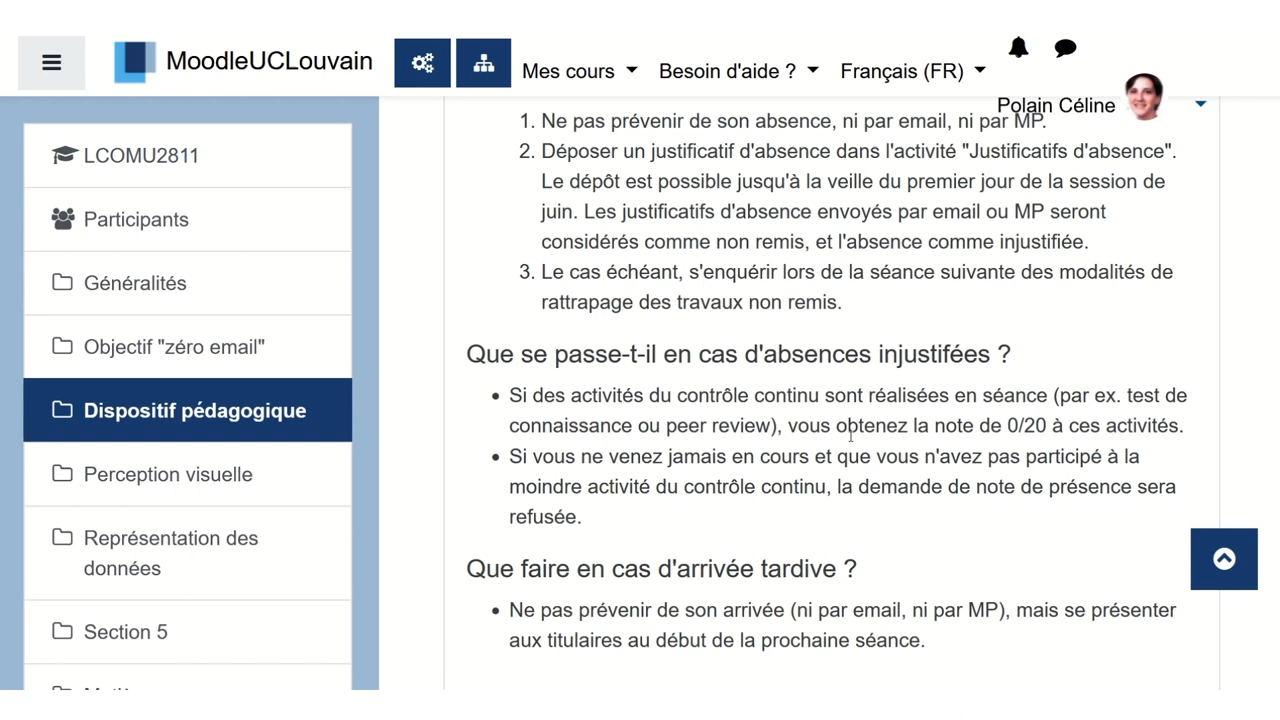 MoodleUCLouvain
Mes cours
Besoin d'aide ?
Français (FR)
Polain Céline
LCOMU2811
Participants
Généralités
Objectif "zéro email"
Dispositif pédagogique
Perception visuelle
Représentation des
données
Section 5
1. Ne pas prévenir de son absence, ni par email, ni par MP.
2. Déposer un justificatif d'absence dans l'activité "Justificatifs d'absence".
Le dépôt est possible jusqu'à la veille du premier jour de la session de
juin. Les justificatifs d'absence envoyés par email ou MP seront
considérés comme non remis, et l'absence comme injustifiée.
3. Le cas échéant, s'enquérir lors de la séance suivante des modalités de
rattrapage des travaux non remis.
Que se passe-t-il en cas d'absences injustifées ?
• Si des activités du contrôle continu sont réalisées en séance (par ex. test de
connaissance ou peer review), vous obtenez la note de 0/20 à ces activités.
• Si vous ne venez jamais en cours et que vous n'avez pas participé à la
moindre activité du contrôle continu, la demande de note de présence sera
refusée.
Que faire en cas d'arrivée tardive ?
• Ne pas prévenir de son arrivée (ni par email, ni par MP), mais se présenter
aux titulaires au début de la prochaine séance.